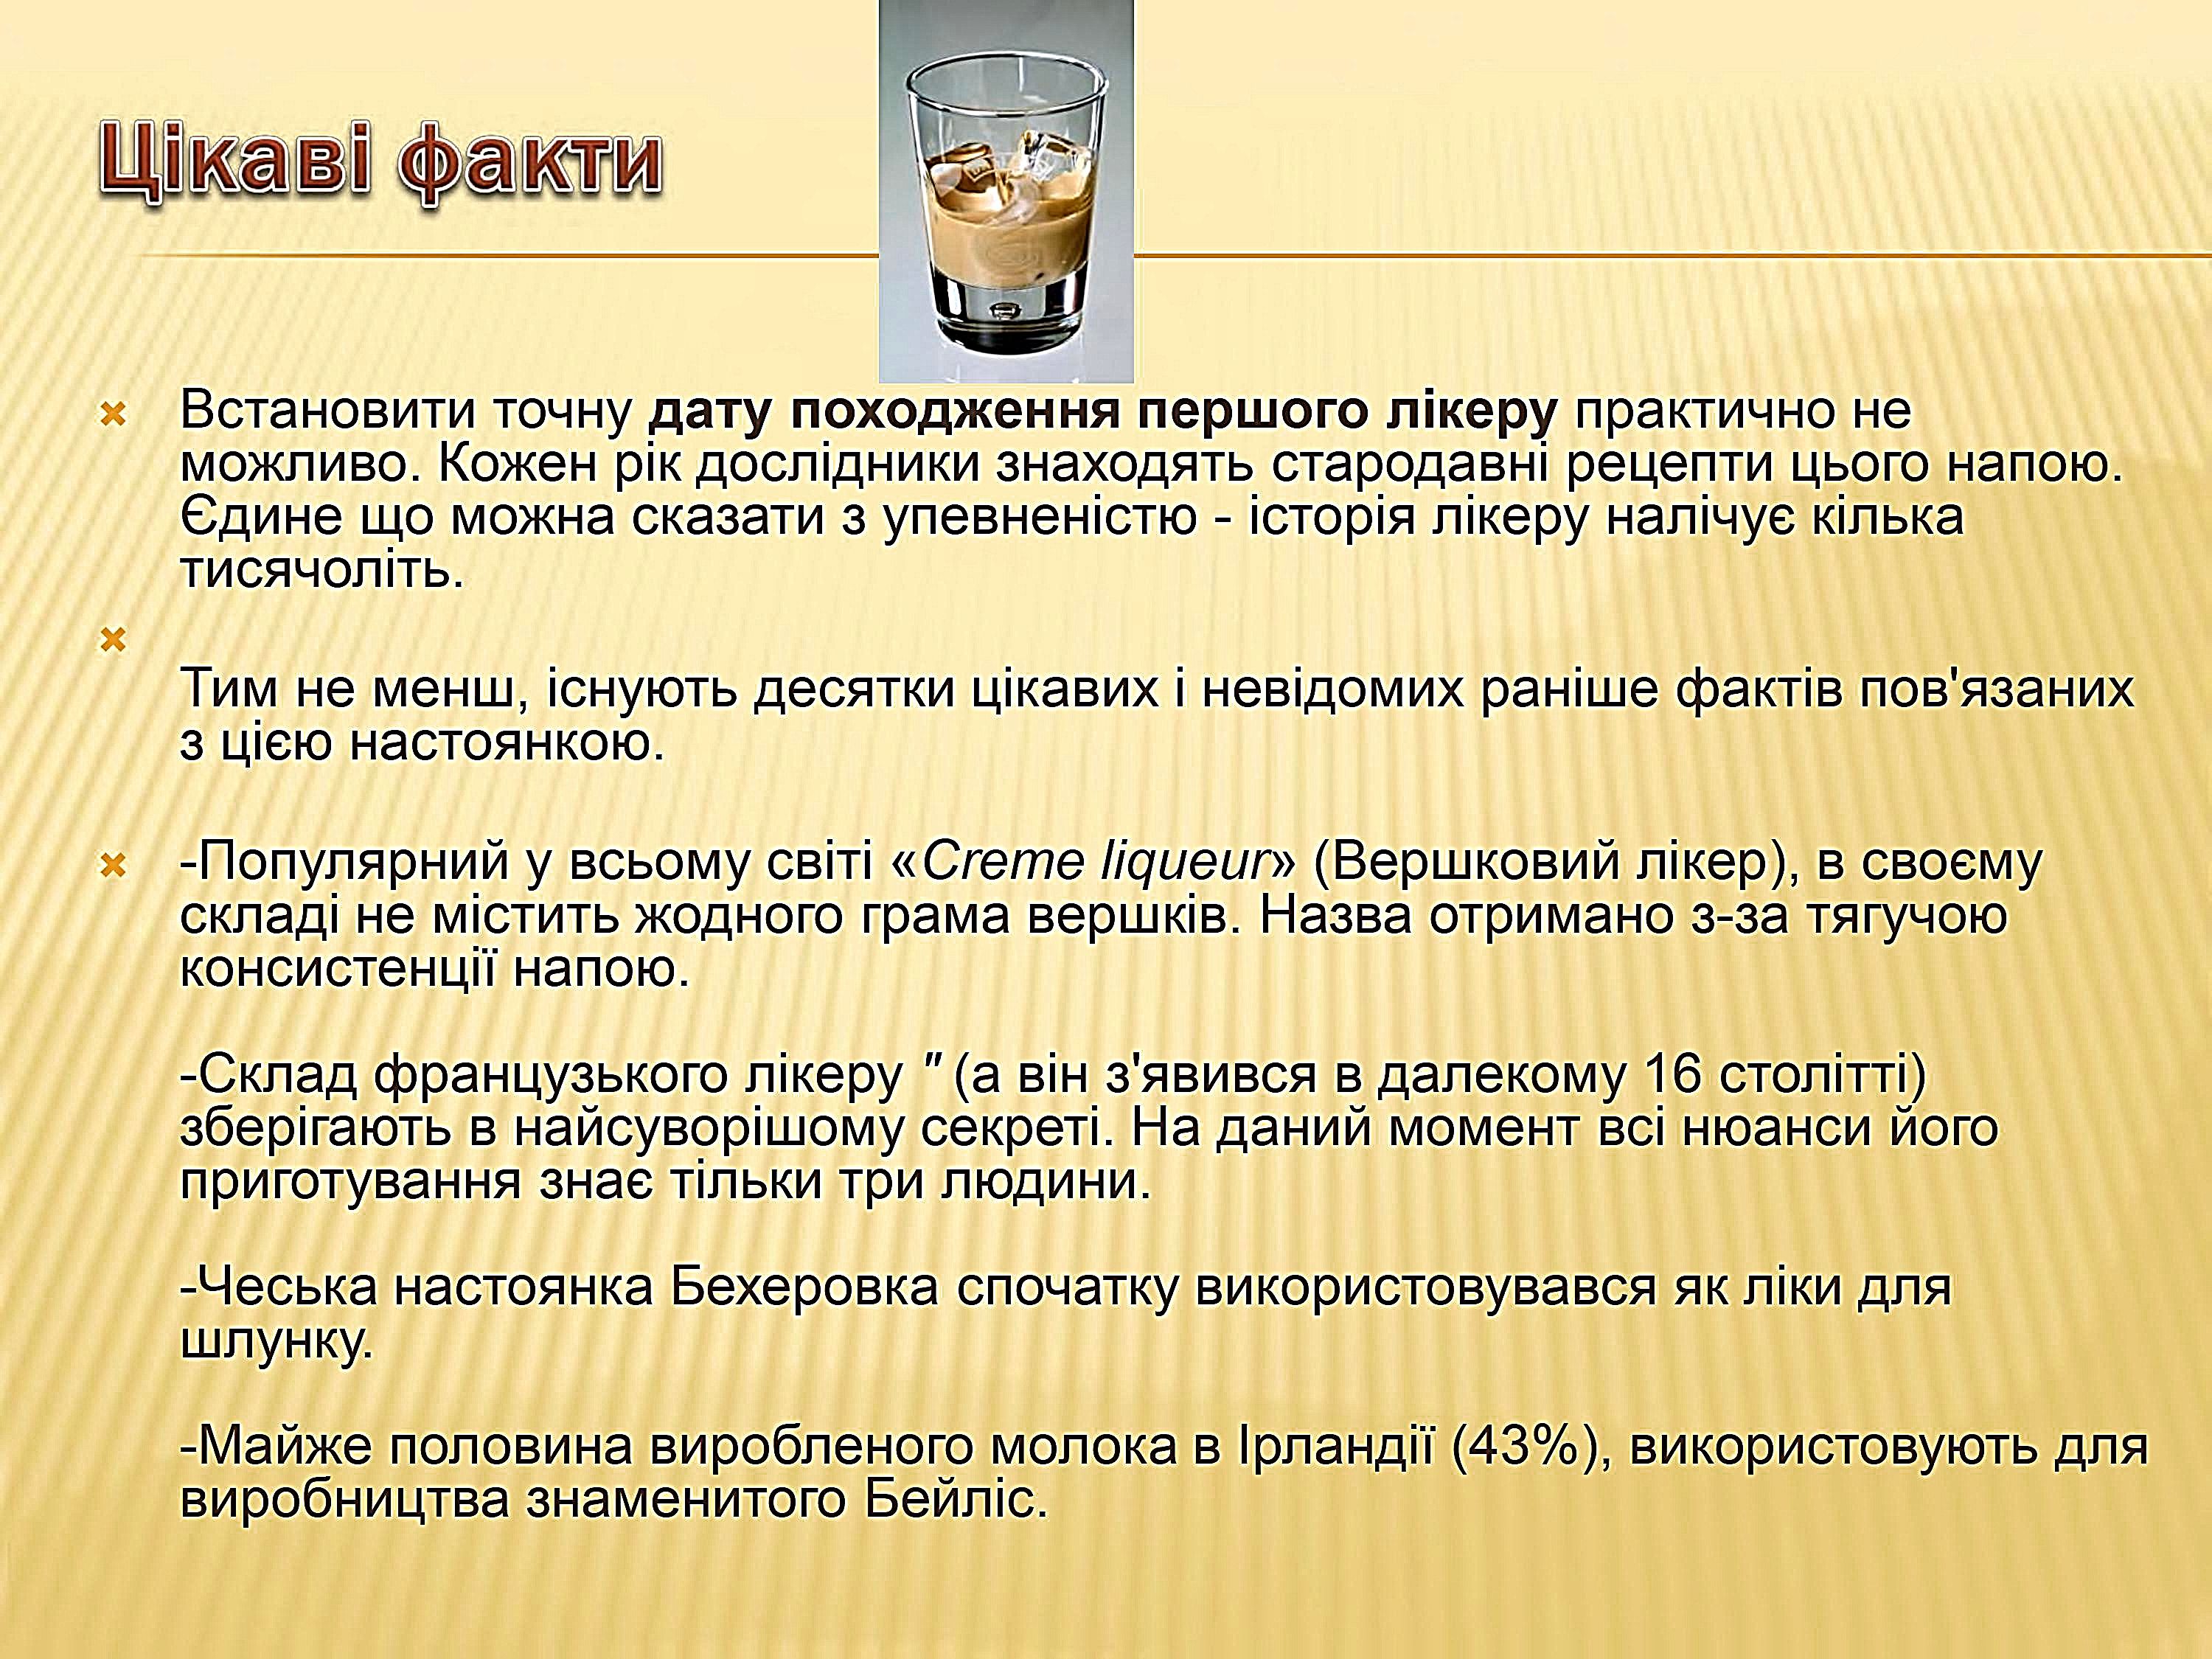 Цікаві факти
Встановити точну дату походження першого лікеру практично не
можливо. Кожен рік дослідники знаходять стародавні рецепти цього напою.
Єдине що можна сказати з упевненістю - історія лікеру налічує кілька
тисячоліть.
Тим не менш, існують десятки цікавих і невідомих раніше фактів пов'язаних
з цією настоянкою.
-Популярний у всьому світі «Creme liqueur» (Вершковий лікер), в своєму
складі не містить жодного грама вершків. Назва отримано з-за тягучою
консистенції напою.
-Склад французького лікеру " (а він з'явився в далекому 16 столітті)
зберігають в найсуворішому секреті. На даний момент всі нюанси його
приготування знає тільки три людини.
-Чеська настоянка Бехеровка спочатку використовувався як ліки для
шлунку.
-Майже половина виробленого молока в Ірландії (43%), використовують для
виробництва знаменитого Бейліс.